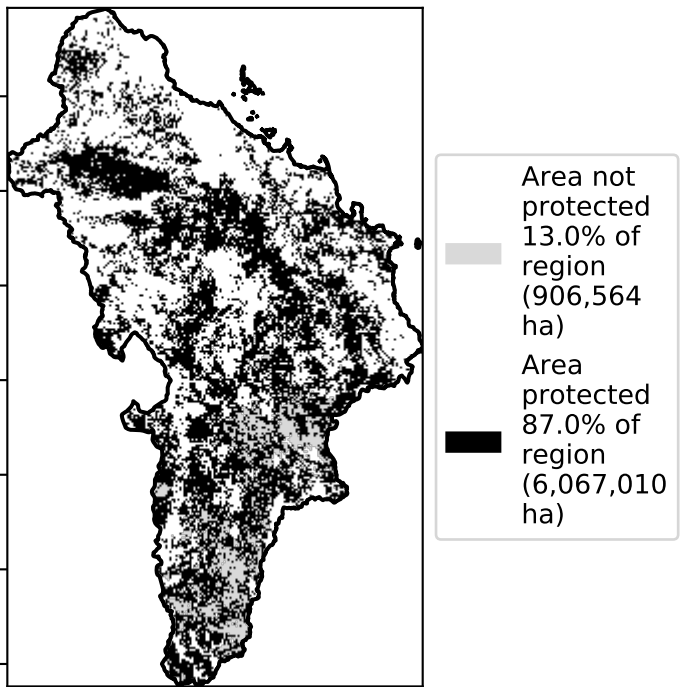 Area not
protected
13.0% of
region
(906,564
ha)
Area
protected
87.0% of
region
(6,067,010
ha)